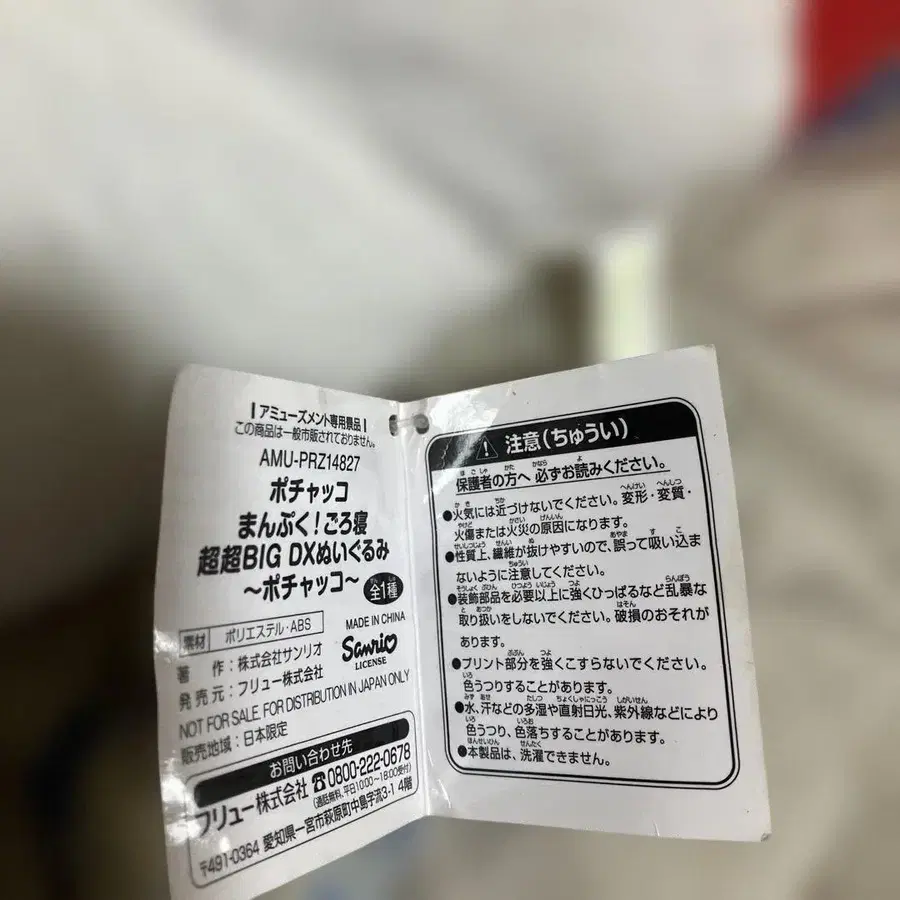 アミューズメント専用景品
この商品は一般市販されておりません。
AMU-PRZ14827
ポチャッコ
まんぷく！ごろ寝
超超BIG DXぬいぐるみ
〜ポチャッコ〜
全1種
MADE IN CHINA
素材 ポリエステル・ABS
Sanrio
LICENSE
著 作：株式会社サンリオ
発売元：フリュー株式会社
NOT FOR SALE, FOR DISTRIBUTION IN JAPAN ONLY
販売地域：日本限定
お問い合わせ先
フリュー株式会社 ☎0800-222-0678
(通話無料、平日10:00〜18:00受付)
〒491-0364 愛知県一宮市萩原町中島字流3-1 4階
注意(ちゅうい)
保護者の方へ 必ずお読みください。
●火気には近づけないでください。変形・変質・
火傷または火災の原因になります。
●性質上、繊維が抜けやすいので、誤って吸い込ま
ないように注意してください。
●装飾部品を必要以上に強くひっぱるなど乱暴な
取り扱いをしないでください。破損のおそれが
あります。
●プリント部分を強くこすらないでください。
色うつりすることがあります。
●水、汗などの多湿や直射日光、紫外線などにより
色うつり、色落ちすることがあります。
●本製品は、洗濯できません。